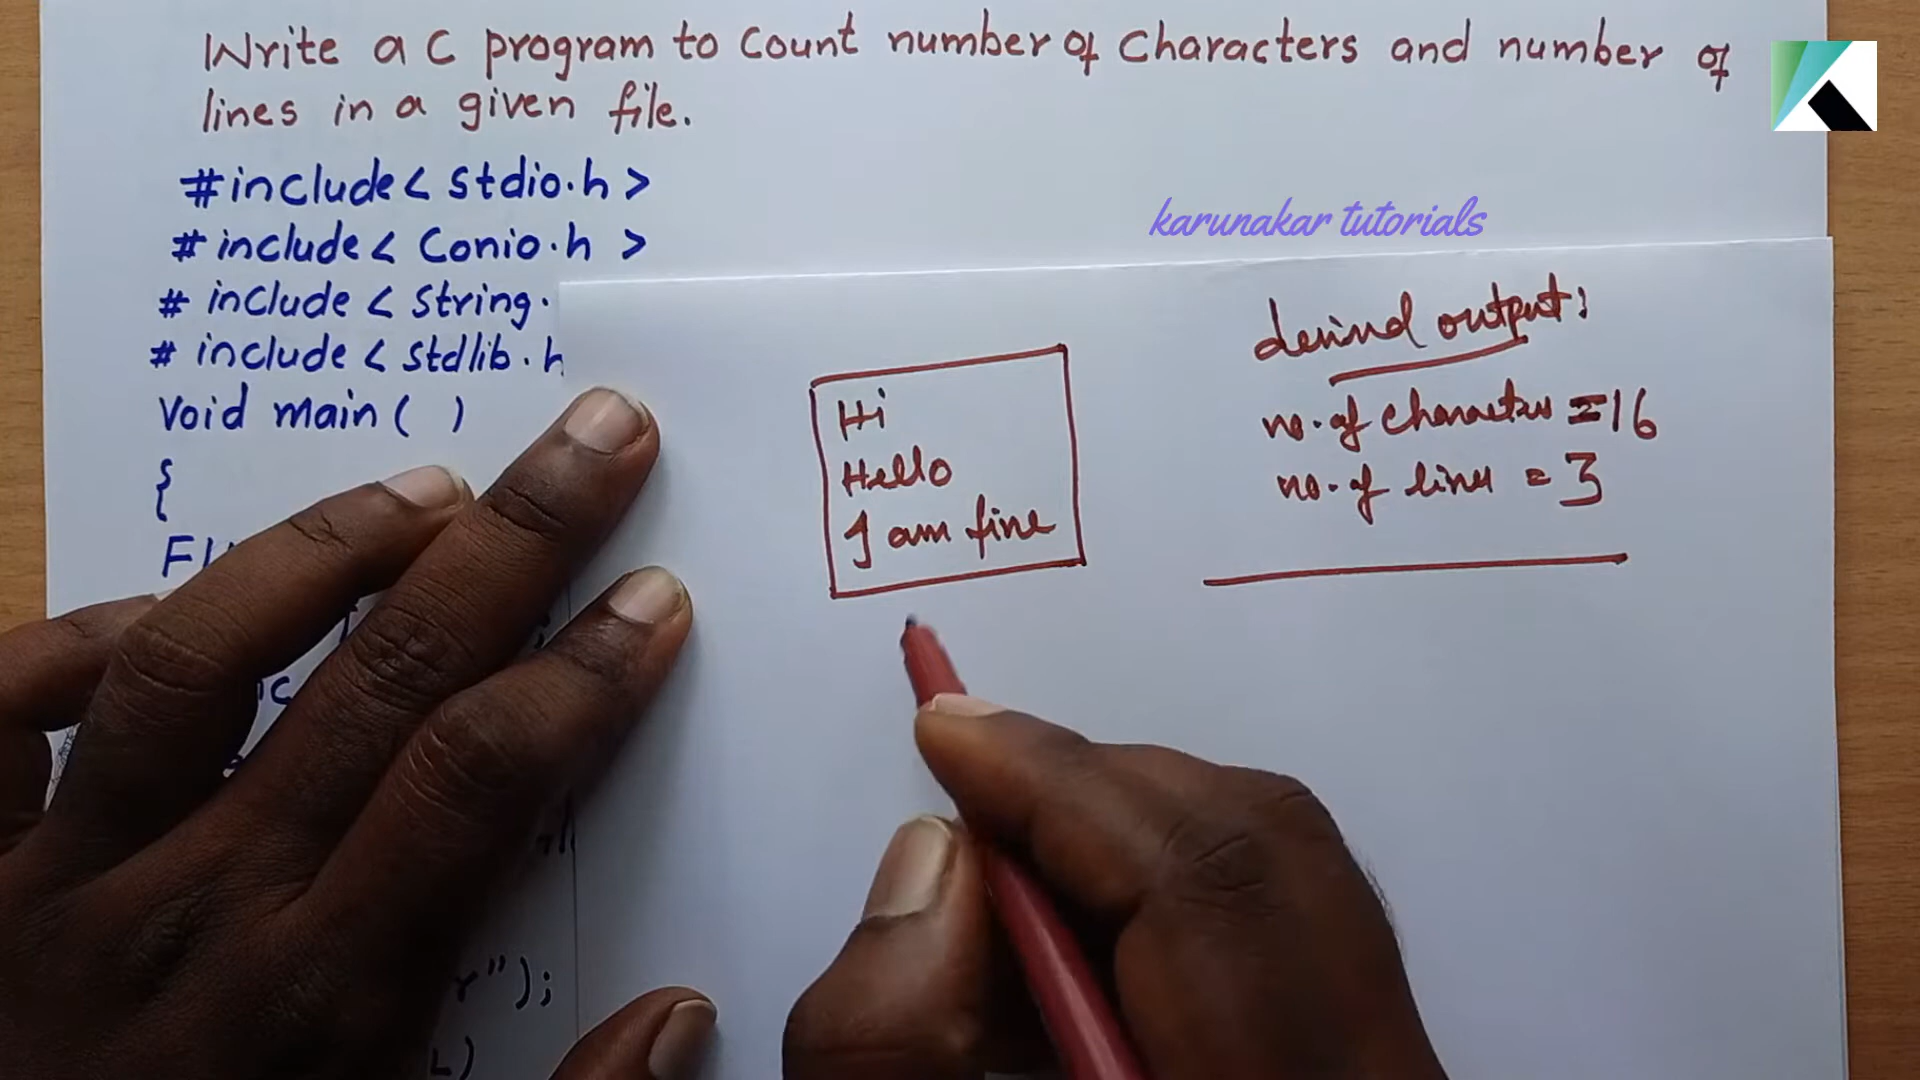 Write a C program to count number of characters and number of
lines in a given file.
#include< stdio.h >
karunakar tutorials
#include< conio.h >
# include < string.
# include < stdlib.h
void main( )
{
Hi
Hello
I am fine
desired output:
no. of characters = 16
no. of lines = 3
r");